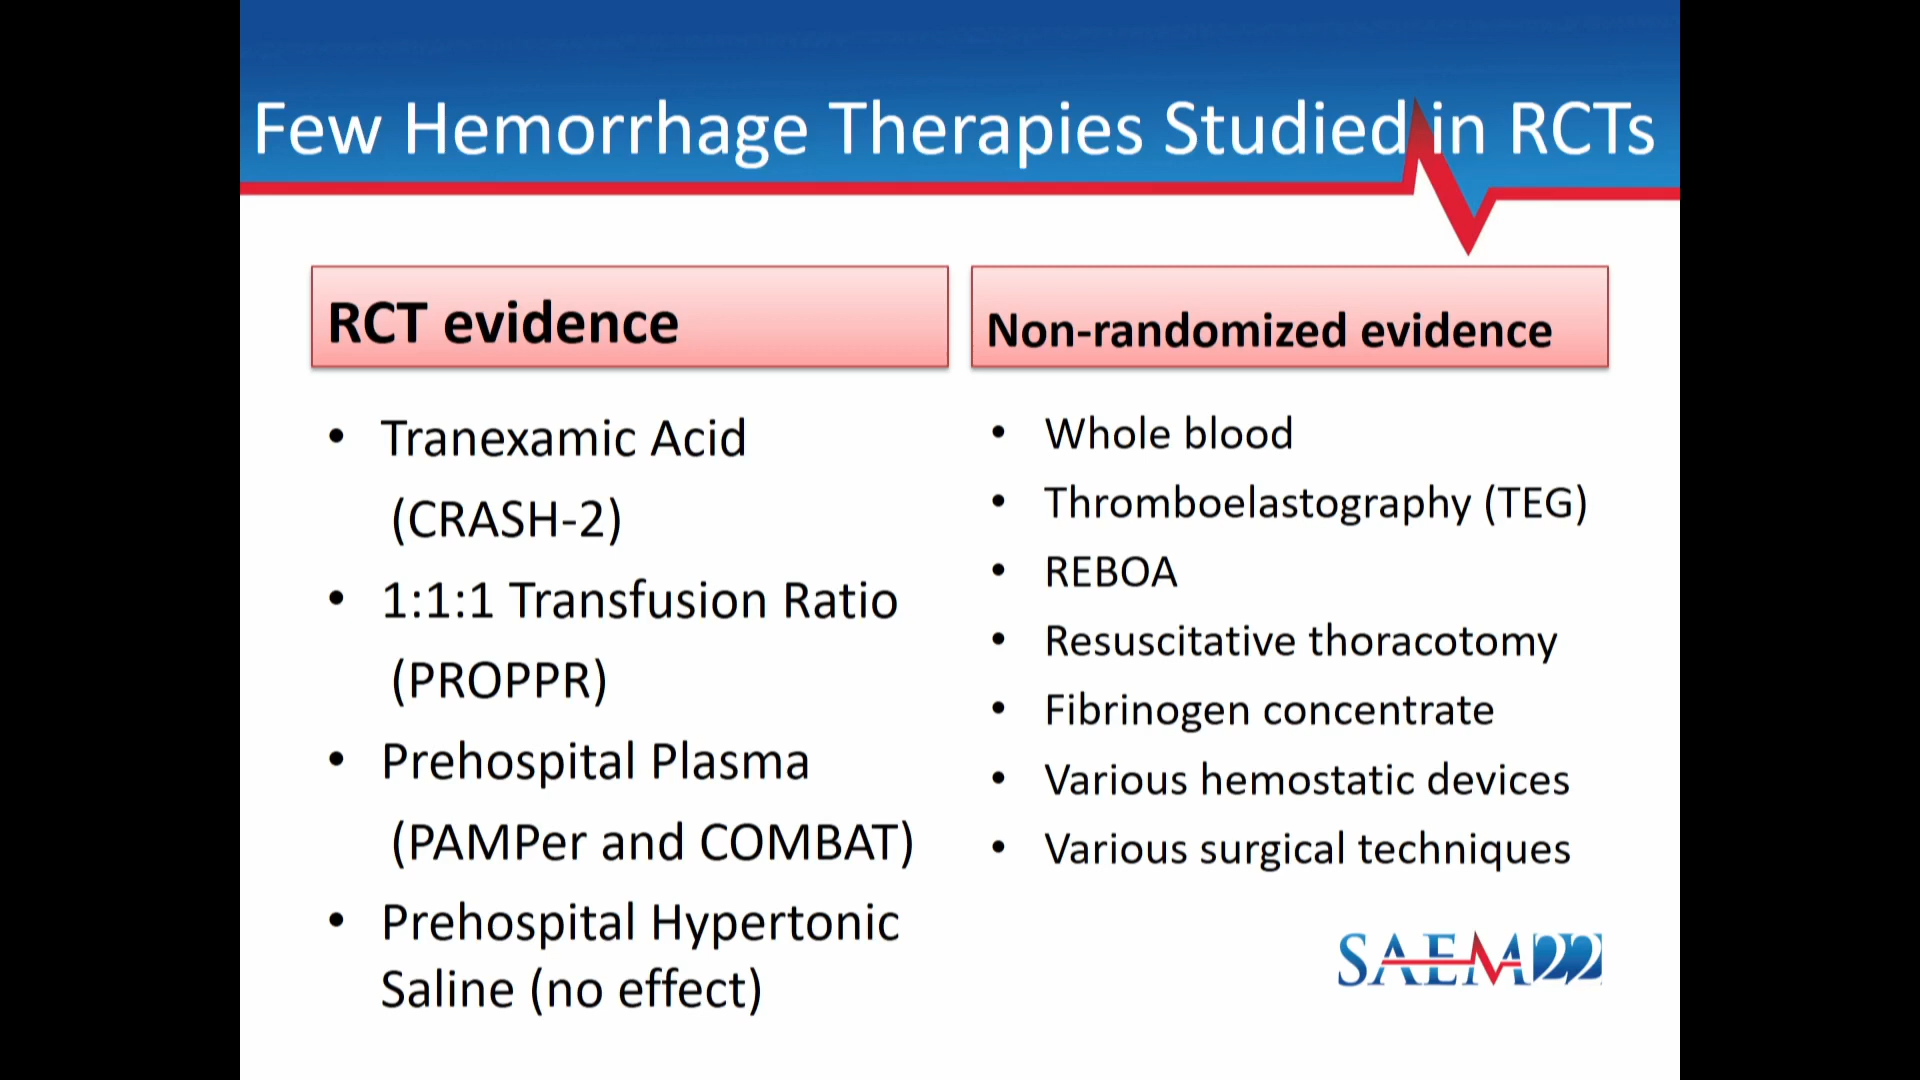 Few Hemorrhage Therapies Studied in RCTs
RCT evidence
• Tranexamic Acid
(CRASH-2)
• 1:1:1 Transfusion Ratio
(PROPPR)
• Prehospital Plasma
(PAMPer and COMBAT)
• Prehospital Hypertonic
Saline (no effect)
Non-randomized evidence
• Whole blood
• Thromboelastography (TEG)
• REBOA
• Resuscitative thoracotomy
• Fibrinogen concentrate
• Various hemostatic devices
• Various surgical techniques
SAEM22